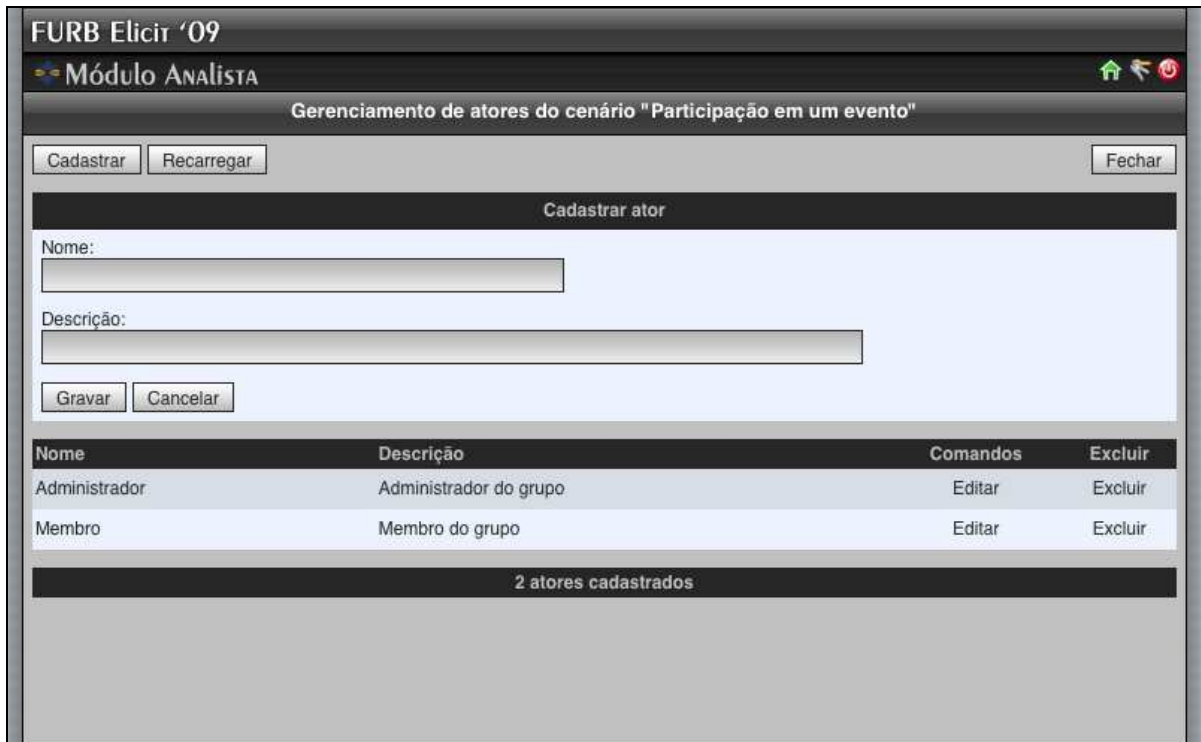 FURB Elicit ‘09
Módulo Analista
Gerenciamento de atores do cenário "Participação em um evento"
Cadastrar Recarregar Fechar
Cadastrar ator
Nome:
Descrição:
Gravar Cancelar
Nome Descrição Comandos Excluir
Administrador Administrador do grupo Editar Excluir
Membro Membro do grupo Editar Excluir
2 atores cadastrados